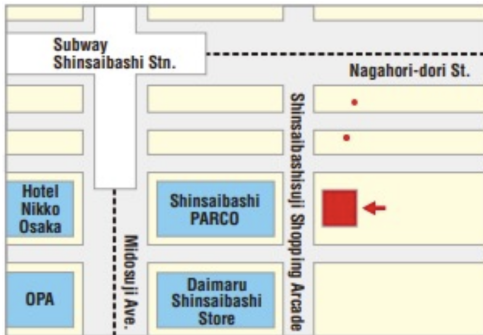 Subway
Shinsaibashi Stn.
Nagahori-dori St.
Shinsaibashisuji Shopping Arcade
Hotel
Nikko
Osaka
Shinsaibashi
PARCO
Midosuji Ave.
OPA
Daimaru
Shinsaibashi
Store